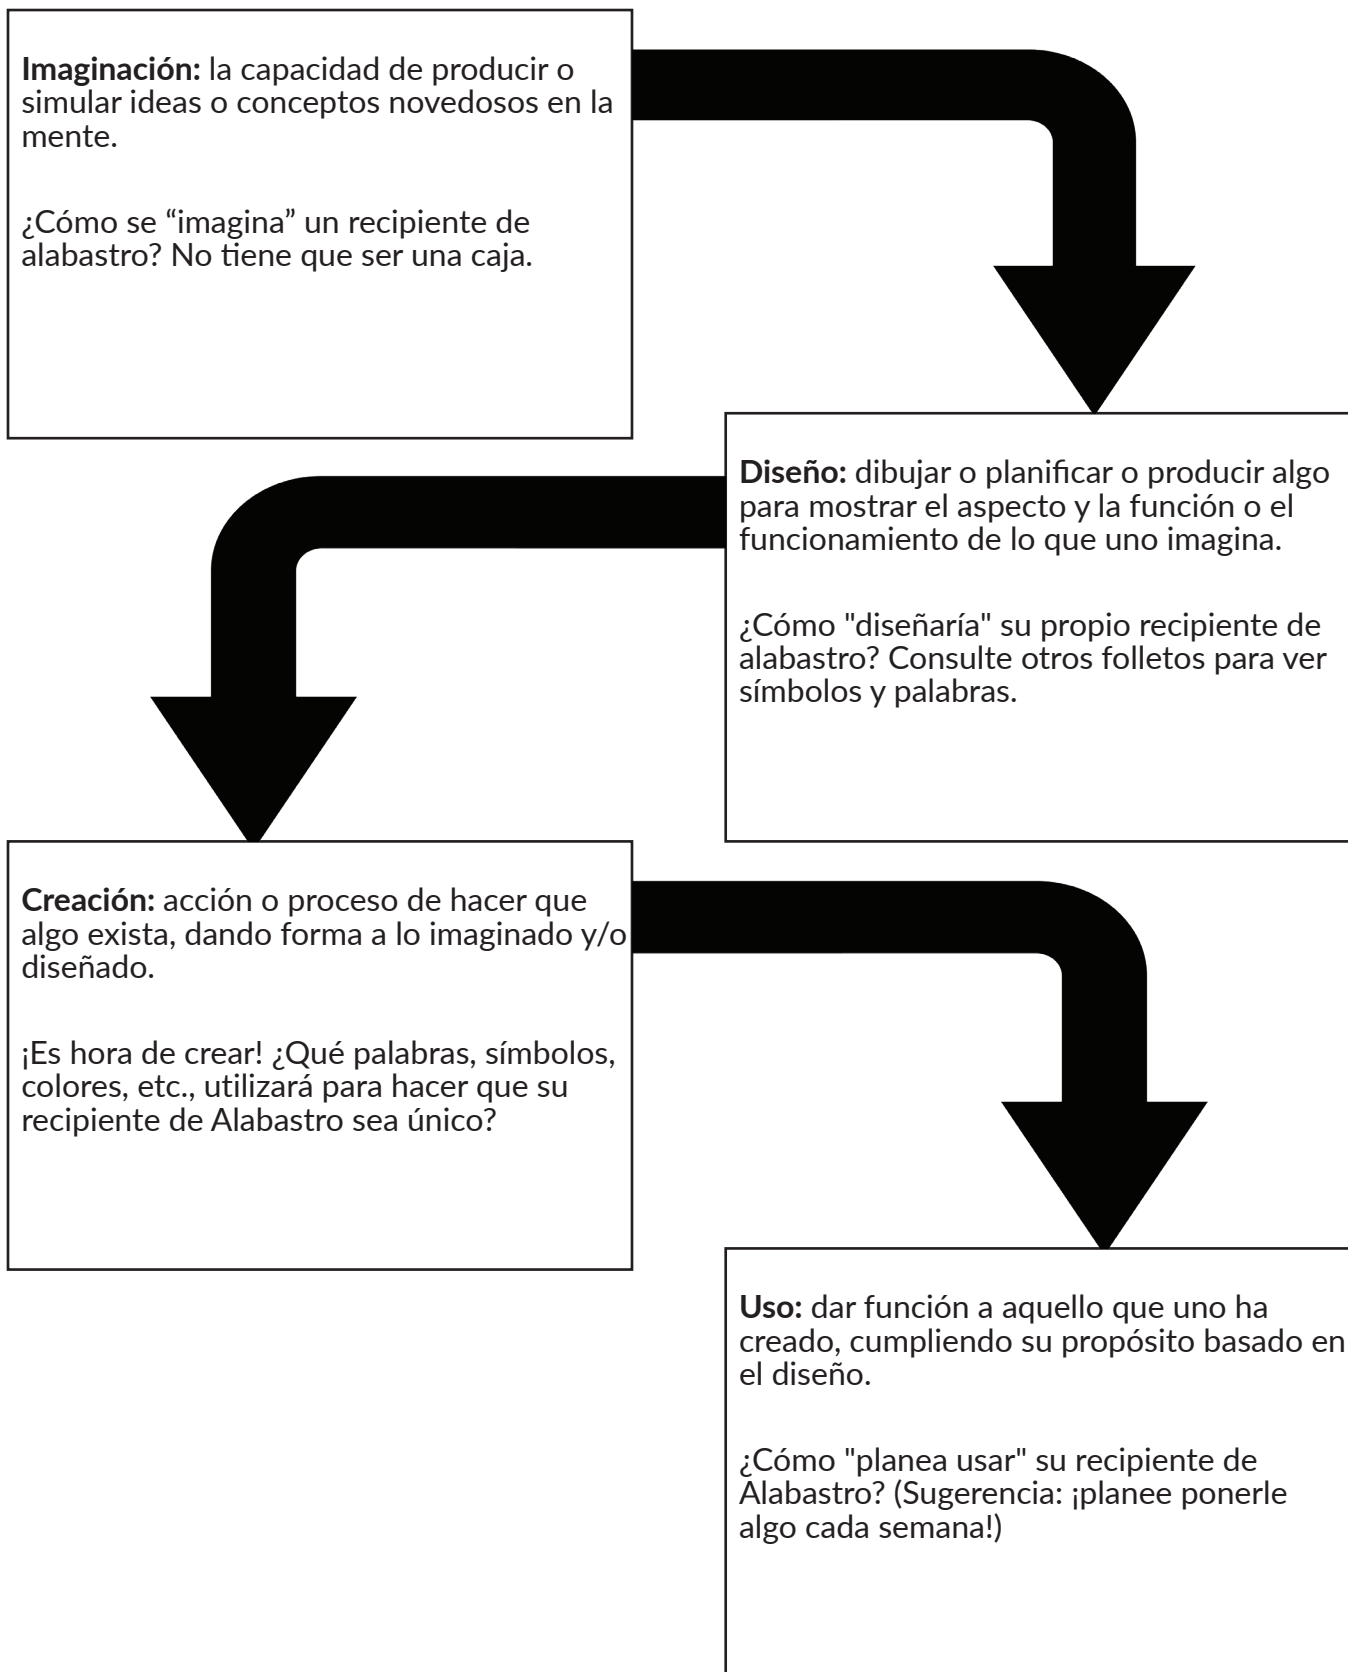 Imaginación: la capacidad de producir o
simular ideas o conceptos novedosos en la
mente.
¿Cómo se “imagina” un recipiente de
alabastro? No tiene que ser una caja.
Diseño: dibujar o planificar o producir algo
para mostrar el aspecto y la función o el
funcionamiento de lo que uno imagina.
¿Cómo "diseñaría" su propio recipiente de
alabastro? Consulte otros folletos para ver
símbolos y palabras.
Creación: acción o proceso de hacer que
algo exista, dando forma a lo imaginado y/o
diseñado.
¡Es hora de crear! ¿Qué palabras, símbolos,
colores, etc., utilizará para hacer que su
recipiente de Alabastro sea único?
Uso: dar función a aquello que uno ha
creado, cumpliendo su propósito basado en
el diseño.
¿Cómo "planea usar" su recipiente de
Alabastro? (Sugerencia: ¡planee ponerle
algo cada semana!)